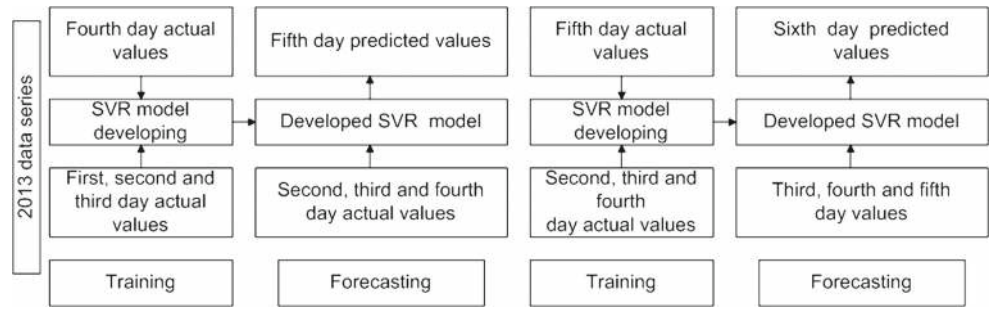 2013 data series
Fourth day actual
values
SVR model
developing
First, second and
third day actual
values
Training
Fifth day predicted values
Developed SVR model
Second, third and fourth
day actual values
Forecasting
Fifth day actual
values
SVR model
developing
Second, third and
fourth
day actual values
Training
Sixth day predicted
values
Developed SVR model
Third, fourth and fifth
day values
Forecasting